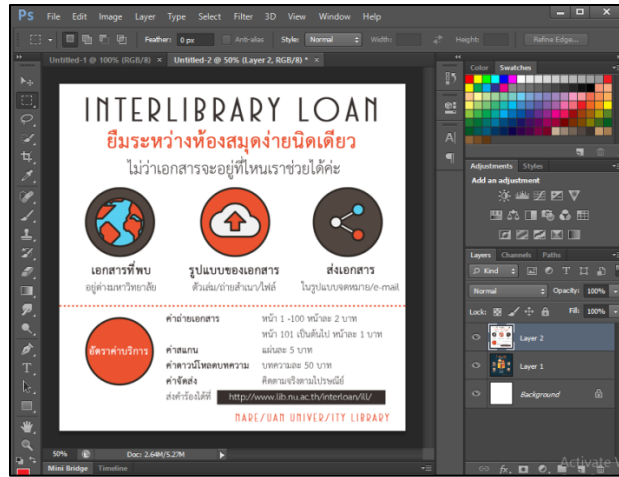 Ps File Edit Image Layer Type Select Filter 3D View Window Help
Feather: 0 px Anti-alias Style: Normal Width: Height: Refine Edge...
Untitled-1 @ 100% (RGB/8) × Untitled-2 @ 50% (Layer 2, RGB/8) * ×
INTERLIBRARY LOAN
ยืมระหว่างห้องสมุดง่ายนิดเดียว
ไม่ว่าเอกสารจะอยู่ที่ไหนเราช่วยได้ค่ะ
เอกสารที่พบ รูปแบบของเอกสาร ส่งเอกสาร
อยู่ต่างมหาวิทยาลัย ตัวเล่ม/ถ่ายสำเนา/ไฟล์ ในรูปแบบจดหมาย/e-mail
อัตราค่าบริการ
ค่าถ่ายเอกสาร หน้า 1 -100 หน้าละ 2 บาท
หน้า 101 เป็นต้นไป หน้าละ 1 บาท
ค่าสแกน แผ่นละ 5 บาท
ค่าดาวน์โหลดบทความ บทความละ 50 บาท
ค่าจัดส่ง คิดตามจริงตามไปรษณีย์
ส่งคำร้องได้ที่ http://www.lib.nu.ac.th/interloan/ill/
NARE/UAN UNIVER/ITY LIBRARY
50% Doc: 2.64M/5.27M
Mini Bridge Timeline
Color Swatches
Adjustments Styles
Add an adjustment
Layers Channels Paths
Kind
Normal Opacity: 100%
Lock: Fill: 100%
Layer 2
Layer 1
Background
Activate